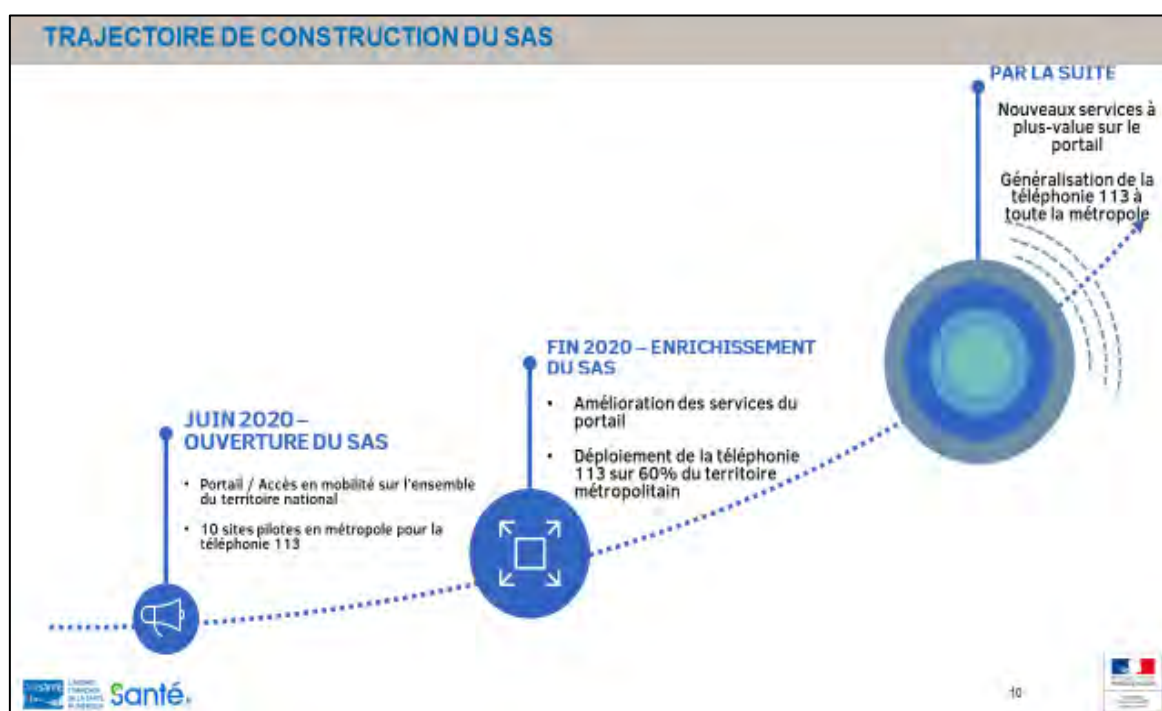 TRAJECTOIRE DE CONSTRUCTION DU SAS
JUIN 2020 –
OUVERTURE DU SAS
• Portail / Accès en mobilité sur l'ensemble
du territoire national
• 10 sites pilotes en métropole pour la
téléphonie 113
FIN 2020 – ENRICHISSEMENT
DU SAS
• Amélioration des services du
portail
• Déploiement de la téléphonie
113 sur 60% du territoire
métropolitain
PAR LA SUITE
Nouveaux services à
plus-value sur le
portail
Généralisation de la
téléphonie 113 à
toute la métropole
Santé.
10